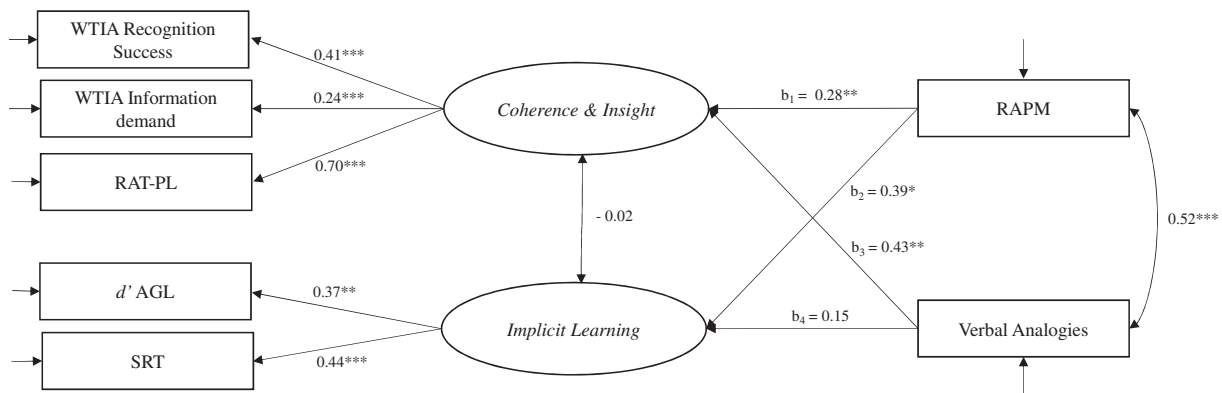 WTIA Recognition
Success
0.41***
WTIA Information
demand
0.24***
RAT-PL
0.70***
Coherence & Insight
b1 = 0.28**
RAPM
b2 = 0.39*
- 0.02
0.52***
b3 = 0.43**
d’ AGL
0.37**
Implicit Learning
b4 = 0.15
Verbal Analogies
SRT
0.44***